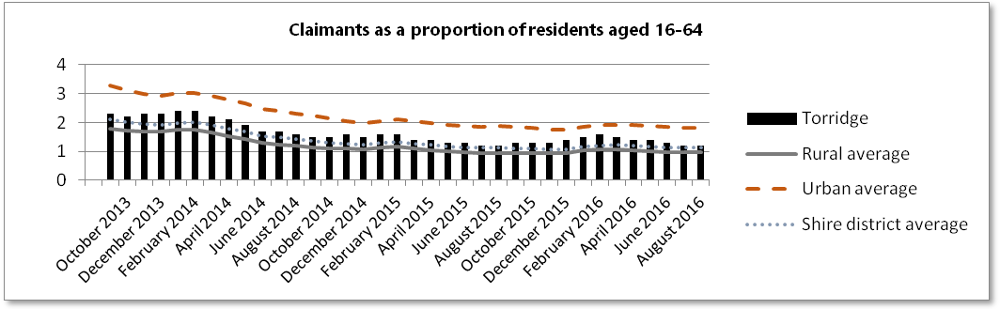 Claimants as a proportion of residents aged 16-64
4
3
2
1
0
October 2013
December 2013
February 2014
April 2014
June 2014
August 2014
October 2014
December 2014
February 2015
April 2015
June 2015
August 2015
October 2015
December 2015
February 2016
April 2016
June 2016
August 2016
Torridge
Rural average
Urban average
Shire district average